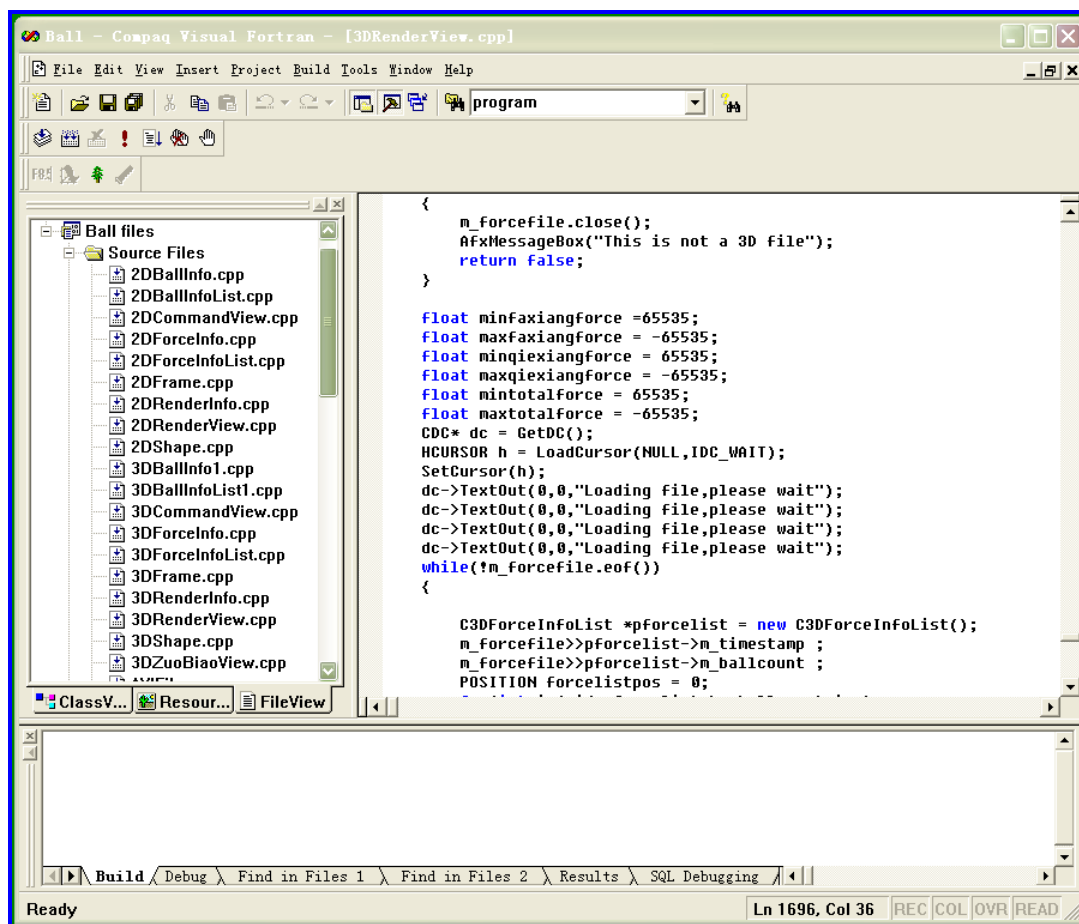 Ball - Compaq Visual Fortran - [3DRenderView.cpp]
File Edit View Insert Project Build Tools Window Help
program
Ball files
Source Files
2DBallInfo.cpp
2DBallInfoList.cpp
2DCommandView.cpp
2DForceInfo.cpp
2DForceInfoList.cpp
2DFrame.cpp
2DRenderInfo.cpp
2DRenderView.cpp
2DShape.cpp
3DBallInfo1.cpp
3DBallInfoList1.cpp
3DCommandView.cpp
3DForceInfo.cpp
3DForceInfoList.cpp
3DFrame.cpp
3DRenderInfo.cpp
3DRenderView.cpp
3DShape.cpp
3DZuoBiaoView.cpp
ClassV... Resour... FileView
{
m_forcefile.close();
AfxMessageBox("This is not a 3D file");
return false;
}
float minfaxiangforce =65535;
float maxfaxiangforce = -65535;
float minqiexiangforce = 65535;
float maxqiexiangforce = -65535;
float mintotalforce = 65535;
float maxtotalforce = -65535;
CDC* dc = GetDC();
HCURSOR h = LoadCursor(NULL,IDC_WAIT);
SetCursor(h);
dc->TextOut(0,0,"Loading file,please wait");
dc->TextOut(0,0,"Loading file,please wait");
dc->TextOut(0,0,"Loading file,please wait");
dc->TextOut(0,0,"Loading file,please wait");
while(!m_forcefile.eof())
{
C3DForceInfoList *pforcelist = new C3DForceInfoList();
m_forcefile>>pforcelist->m_timestamp ;
m_forcefile>>pforcelist->m_ballcount ;
POSITION forcelistpos = 0;
Build Debug Find in Files 1 Find in Files 2 Results SQL Debugging
Ready Ln 1696, Col 36 REC COL OVR READ